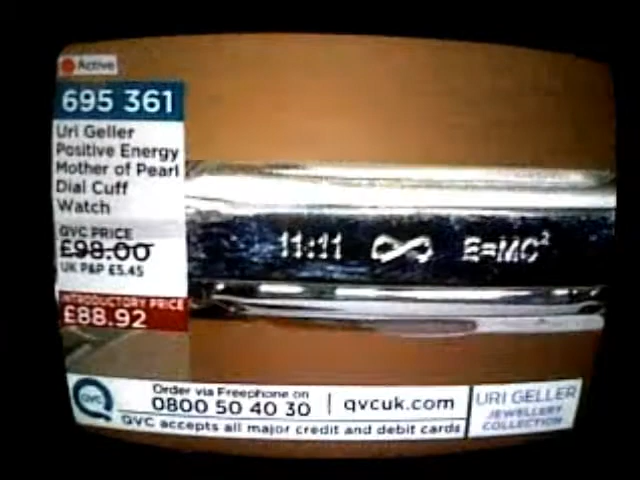 Active
695 361
Uri Geller
Positive Energy
Mother of Pearl
Dial Cuff
Watch
QVC PRICE
£98.00
UK P&P £5.45
INTRODUCTORY PRICE
£88.92
11:11 ∞ E=MC²
QVC
Order via Freephone on
0800 50 40 30 | qvcuk.com
QVC accepts all major credit and debit cards
URI GELLER
JEWELLERY
COLLECTION